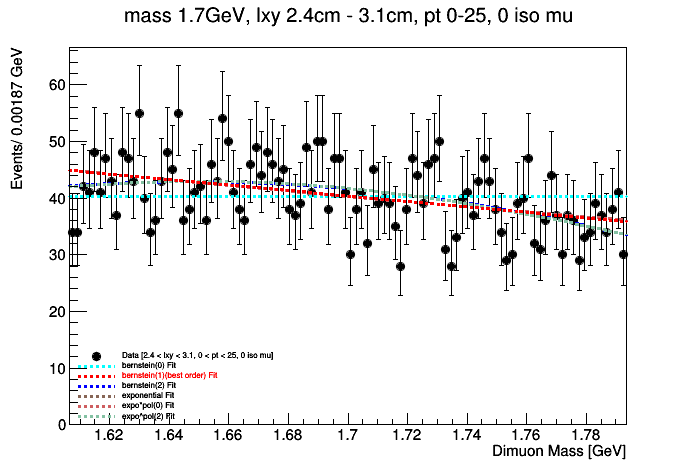 mass 1.7GeV, lxy 2.4cm - 3.1cm, pt 0-25, 0 iso mu
Events/ 0.00187 GeV
60
50
40
30
20
10
0
Data [2.4 < lxy < 3.1, 0 < pt < 25, 0 iso mu]
bernstein(0) Fit
bernstein(1)(best order) Fit
bernstein(2) Fit
exponential Fit
expo*pol(0) Fit
expo*pol(2) Fit
1.62 1.64 1.66 1.68 1.7 1.72 1.74 1.76 1.78
Dimuon Mass [GeV]